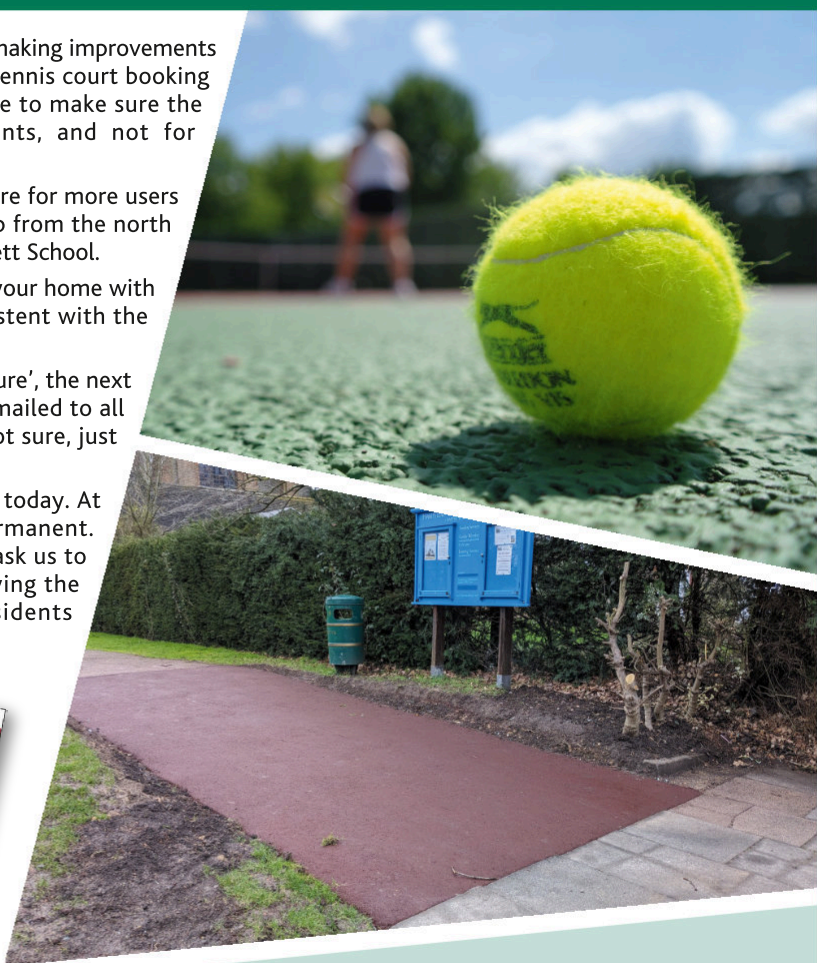 making improvements
ennis court booking
e to make sure the
nts, and not for
re for more users
from the north
ett School.
your home with
stent with the
ure’, the next
mailed to all
ot sure, just
today. At
rmanent.
ask us to
ving the
sidents